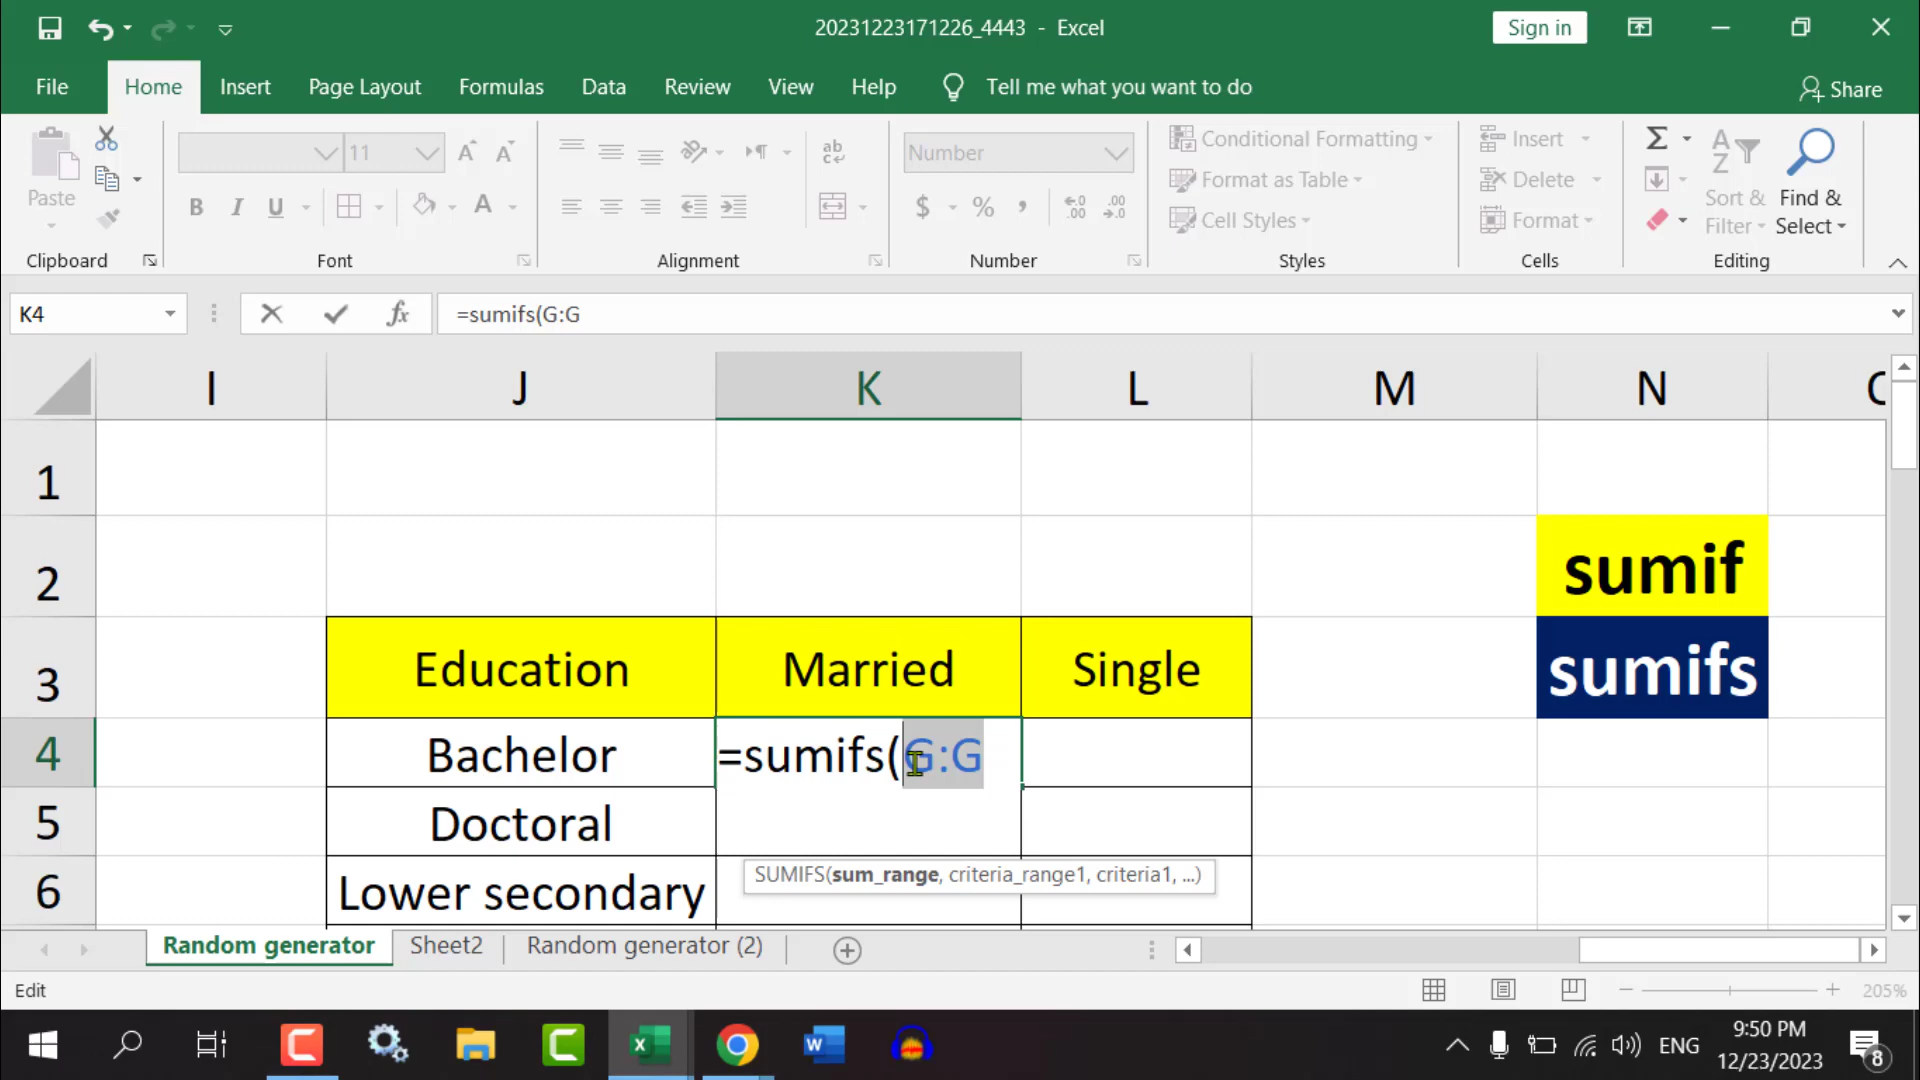 20231223171226_4443 - Excel
Sign in
File Home Insert Page Layout Formulas Data Review View Help Tell me what you want to do
Share
Paste
Clipboard
11
B I U A
Font
ab
Alignment
Number
$ % ,
Number
Conditional Formatting
Format as Table
Cell Styles
Styles
Insert
Delete
Format
Cells
Sort &
Filter
Find &
Select
Editing
K4
fx
=sumifs(G:G
I J K L M N
1
2
sumif
3
Education Married Single
sumifs
4
Bachelor =sumifs(G:G
5
Doctoral
6
Lower secondary
SUMIFS(sum_range, criteria_range1, criteria1, ...)
Random generator Sheet2 Random generator (2)
Edit
205%
ENG
9:50 PM
12/23/2023
8